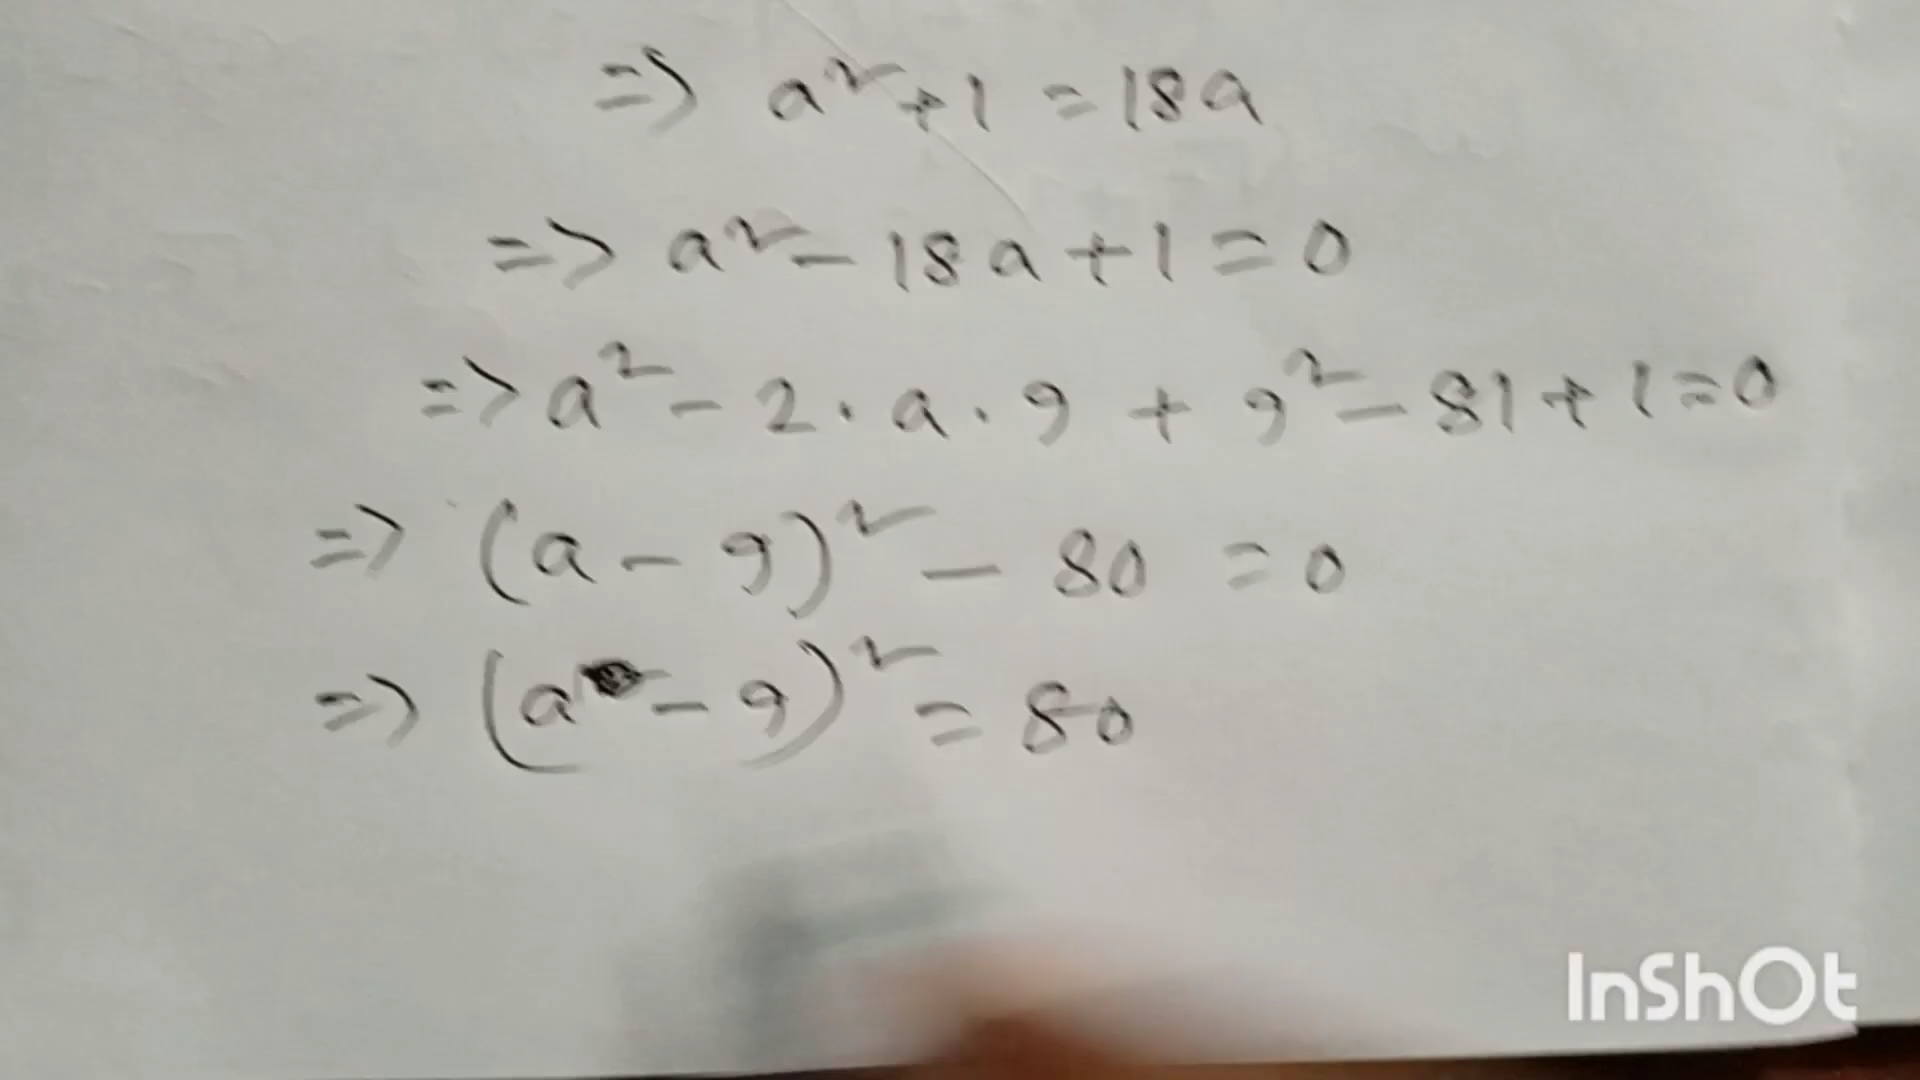 => a² + 1 = 18a
=> a² - 18a + 1 = 0
=> a² - 2 · a · 9 + 9² - 81 + 1 = 0
=> (a - 9)² - 80 = 0
=> (a - 9)² = 80
InShOt